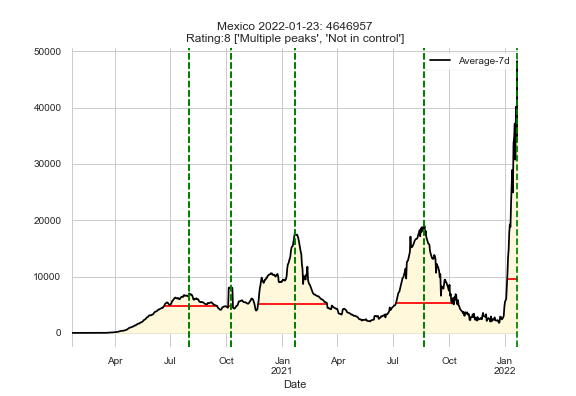 Mexico 2022-01-23: 4646957
Rating:8 ['Multiple peaks', 'Not in control']
50000
Average-7d
40000
30000
20000
10000
0
Apr Jul Oct Jan Apr Jul Oct Jan
2021 2022
Date